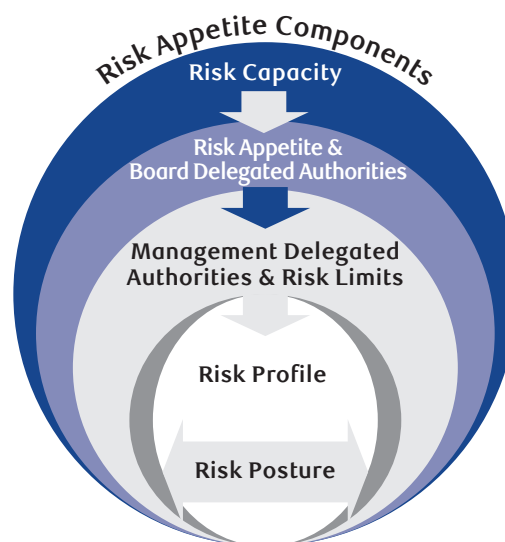 Risk Appetite Components
Risk Capacity
Risk Appetite &
Board Delegated Authorities
Management Delegated
Authorities & Risk Limits
Risk Profile
Risk Posture